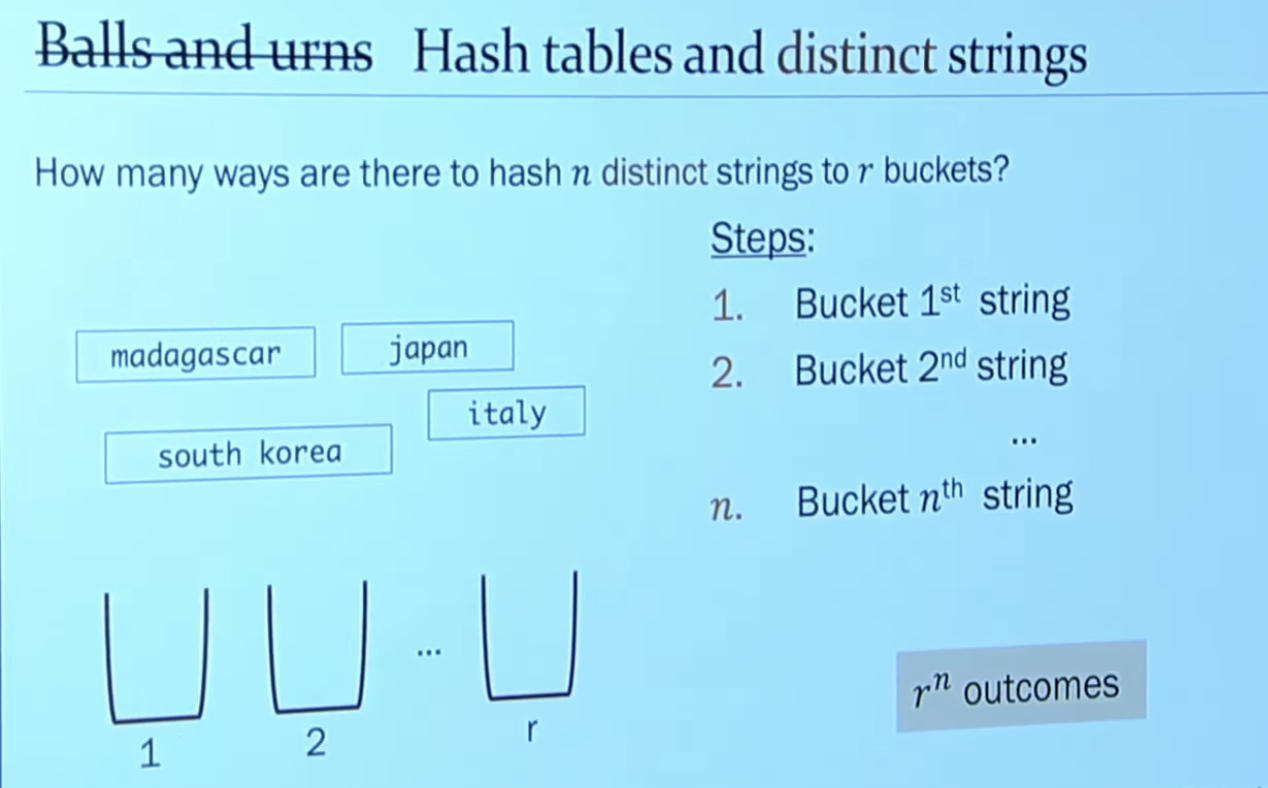 Balls and urns Hash tables and distinct strings
How many ways are there to hash n distinct strings to r buckets?
Steps:
1. Bucket 1st string
2. Bucket 2nd string
...
n. Bucket nth string
madagascar
japan
italy
south korea
...
1
2
r
rⁿ outcomes